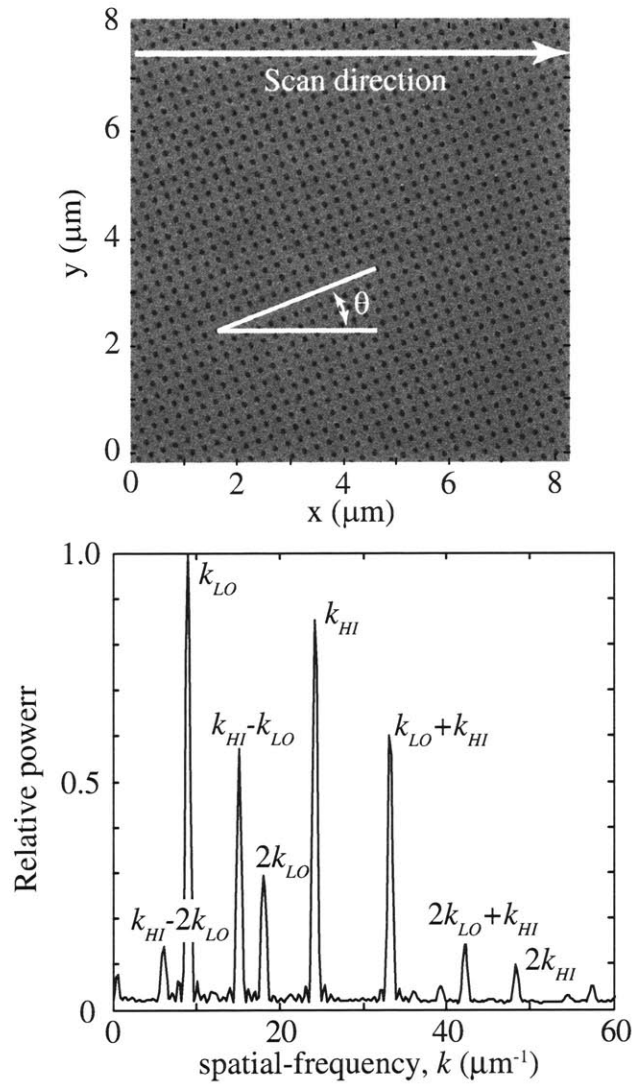 8
Scan direction
6
y (μm)
4
θ
2
0
0 2 4 6 8
x (μm)
1.0
k_LO
k_HI
k_HI-k_LO
k_LO+k_HI
0.5
Relative powerr
2k_LO
k_HI-2k_LO
2k_LO+k_HI
2k_HI
0
0 20 40 60
spatial-frequency, k (μm⁻¹)